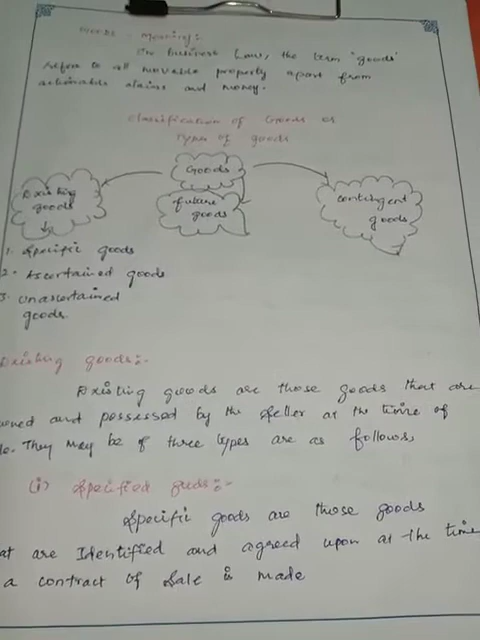 Goods - Meaning:
In Business Law, the term 'goods'
refers to all movable property apart from
actionable claims and money.
Classification of Goods or
Types of goods
Goods
Existing
goods
future
goods
contingent
goods
1. Specific goods
2. Ascertained goods
3. Unascertained
goods
Existing goods:-
Existing goods are those goods that are
owned and possessed by the seller at the time of
They may be of three types are as follows,
(i) Specified
Specific goods are those goods
at are Identified and agreed upon at the time
a contract of sale is made